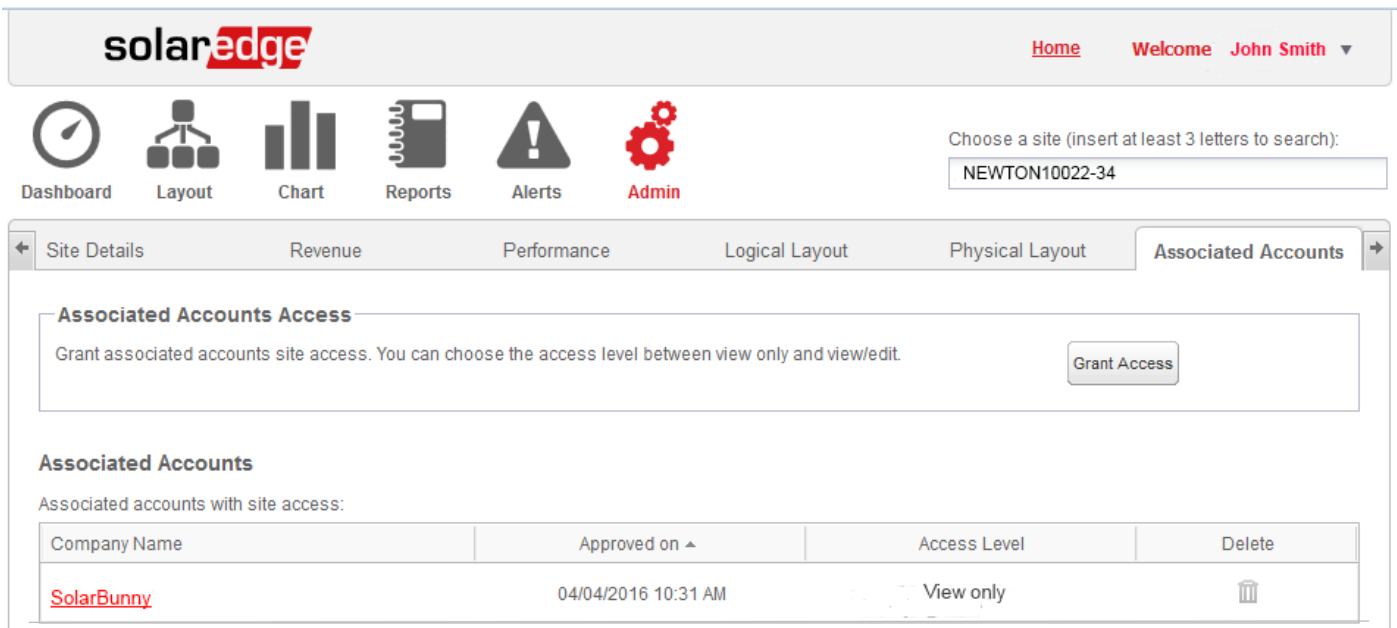 solaredge
Home Welcome John Smith
Dashboard Layout Chart Reports Alerts Admin
Choose a site (insert at least 3 letters to search):
NEWTON10022-34
Site Details Revenue Performance Logical Layout Physical Layout Associated Accounts
Associated Accounts Access
Grant associated accounts site access. You can choose the access level between view only and view/edit.
Grant Access
Associated Accounts
Associated accounts with site access:
Company Name Approved on Access Level Delete
SolarBunny 04/04/2016 10:31 AM View only